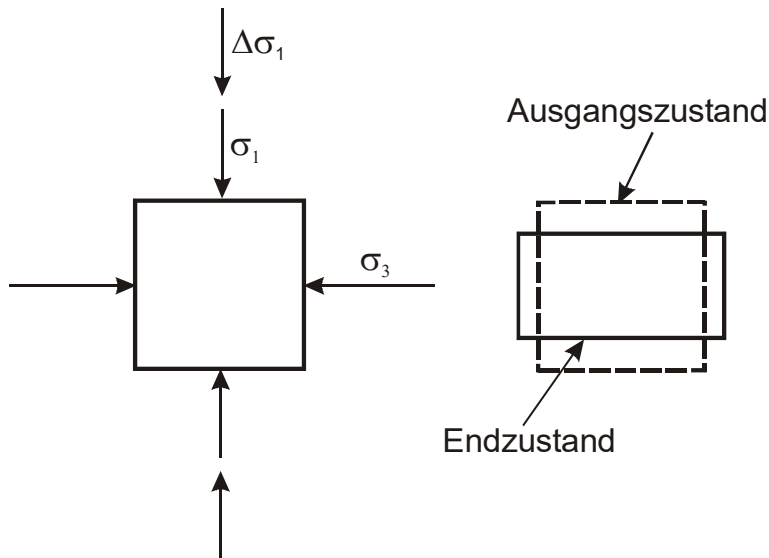 Δσ₁
σ₁
σ₃
Ausgangszustand
Endzustand